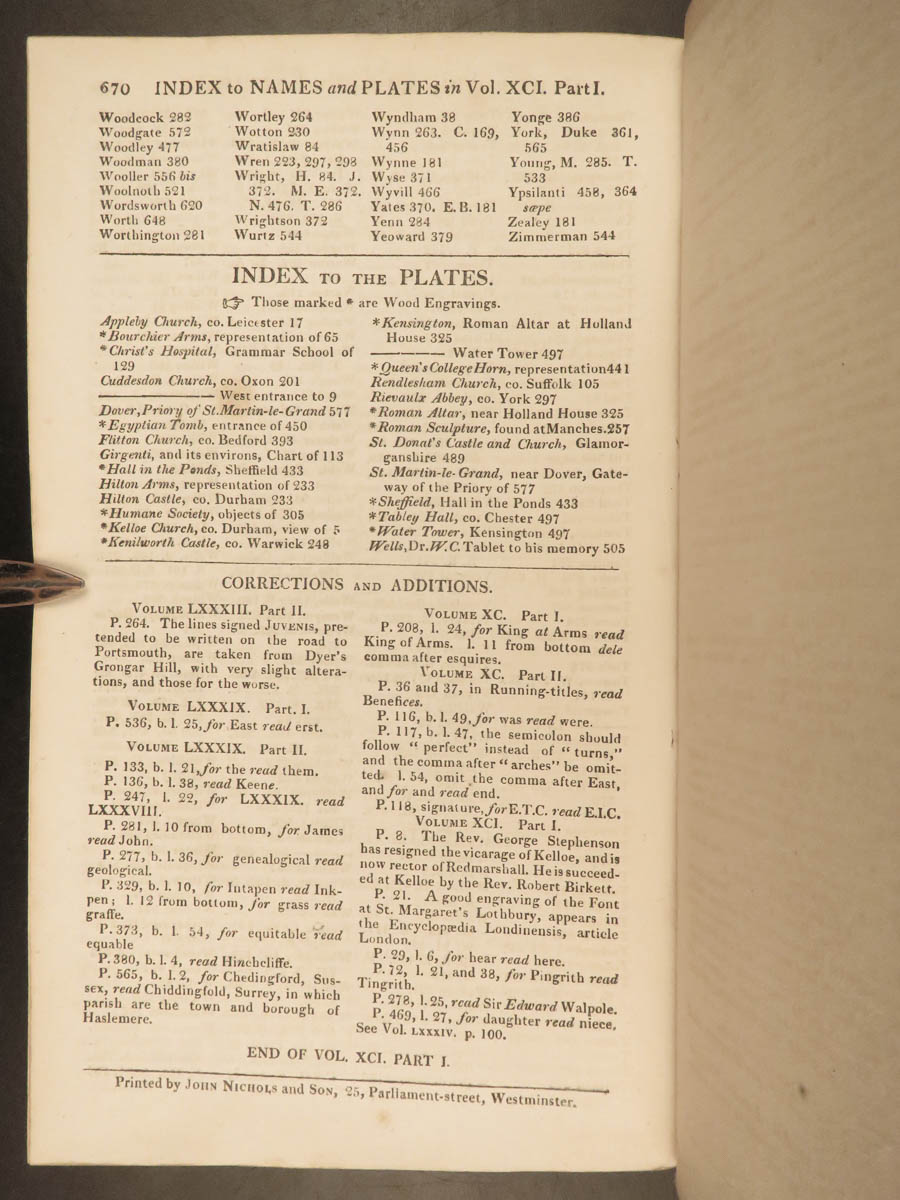 670 INDEX to NAMES and PLATES in Vol. XCI. Part I.
Woodcock 282
Woodgate 572
Woodley 477
Woodman 380
Wooller 556 bis
Woolnoth 521
Wordsworth 620
Worth 648
Worthington 281
Wortley 264
Wotton 230
Wratislaw 84
Wren 223, 297, 298
Wright, H. 84. J.
372. M. E. 372.
N. 476. T. 286
Wrightson 372
Wurtz 544
Wyndham 38
Wynn 263. C. 169,
456
Wynne 181
Wyse 371
Wyvill 466
Yates 370. E. B. 181
Yenn 284
Yeoward 379
Yonge 386
York, Duke 361,
565
Young, M. 285. T.
533
Ypsilanti 458, 364
sæpe
Zealey 181
Zimmerman 544
INDEX TO THE PLATES.
☞ Those marked * are Wood Engravings.
Appleby Church, co. Leicester 17
*Bourchier Arms, representation of 65
*Christ's Hospital, Grammar School of
129
Cuddesdon Church, co. Oxon 201
———— West entrance to 9
Dover, Priory of St. Martin-le-Grand 577
*Egyptian Tomb, entrance of 450
Flitton Church, co. Bedford 393
Girgenti, and its environs, Chart of 113
*Hall in the Ponds, Sheffield 433
Hilton Arms, representation of 233
Hilton Castle, co. Durham 233
*Humane Society, objects of 305
*Kelloe Church, co. Durham, view of 5
*Kenilworth Castle, co. Warwick 248
*Kensington, Roman Altar at Holland
House 325
———— Water Tower 497
*Queen's College Horn, representation 441
Rendlesham Church, co. Suffolk 105
Rievaulx Abbey, co. York 297
*Roman Altar, near Holland House 325
*Roman Sculpture, found at Manches. 257
St. Donat's Castle and Church, Glamor-
ganshire 489
St. Martin-le-Grand, near Dover, Gate-
way of the Priory of 577
*Sheffield, Hall in the Ponds 433
*Tabley Hall, co. Chester 497
*Water Tower, Kensington 497
Wells, Dr. W. C. Tablet to his memory 505
CORRECTIONS AND ADDITIONS.
VOLUME LXXXIII. Part II.
P. 264. The lines signed JUVENIS, pre-
tended to be written on the road to
Portsmouth, are taken from Dyer's
Grongar Hill, with very slight altera-
tions, and those for the worse.
VOLUME LXXXIX. Part. I.
P. 536, b. l. 25, for East read erst.
VOLUME LXXXIX. Part II.
P. 133, b. l. 21, for the read them.
P. 136, b. l. 38, read Keene.
P. 247, l. 22, for LXXXIX. read
LXXXVIII.
P. 281, l. 10 from bottom, for James
read John.
P. 277, b. l. 36, for genealogical read
geological.
P. 329, b. l. 10, for Intapen read Ink-
pen; l. 12 from bottom, for grass read
graffe.
P. 373, b. l. 54, for equitable read
equable
P. 380, b. l. 4, read Hinchcliffe.
P. 565, b. l. 2, for Chedingford, Sus-
sex, read Chiddingfold, Surrey, in which
parish are the town and borough of
Haslemere.
VOLUME XC. Part I.
P. 208, l. 24, for King at Arms read
King of Arms. l. 11 from bottom dele
comma after esquires.
VOLUME XC. Part II.
P. 36 and 37, in Running-titles, read
Benefices.
P. 116, b. l. 49, for was read were.
P. 117, b. l. 47, the semicolon should
follow "perfect" instead of "turns,"
and the comma after "arches" be omit-
ted. l. 54, omit the comma after East,
and for and read end.
P. 118, signature, for E.T.C. read E.I.C.
VOLUME XCI. Part I.
P. 8. The Rev. George Stephenson
has resigned the vicarage of Kelloe, and is
now rector of Redmarshall. He is succeed-
ed at Kelloe by the Rev. Robert Birkett.
P. 21. A good engraving of the Font
at St. Margaret's Lothbury, appears in
the Encyclopædia Londinensis, article
London.
P. 29, l. 6, for hear read here.
P. 72, l. 21, and 38, for Pingrith read
Tingrith.
P. 278, l. 25, read Sir Edward Walpole.
P. 469, l. 27, for daughter read niece.
See Vol. LXXXIV. p. 100.
END OF VOL. XCI. PART I.
Printed by JOHN NICHOLS and SON, 25, Parliament-street, Westminster.